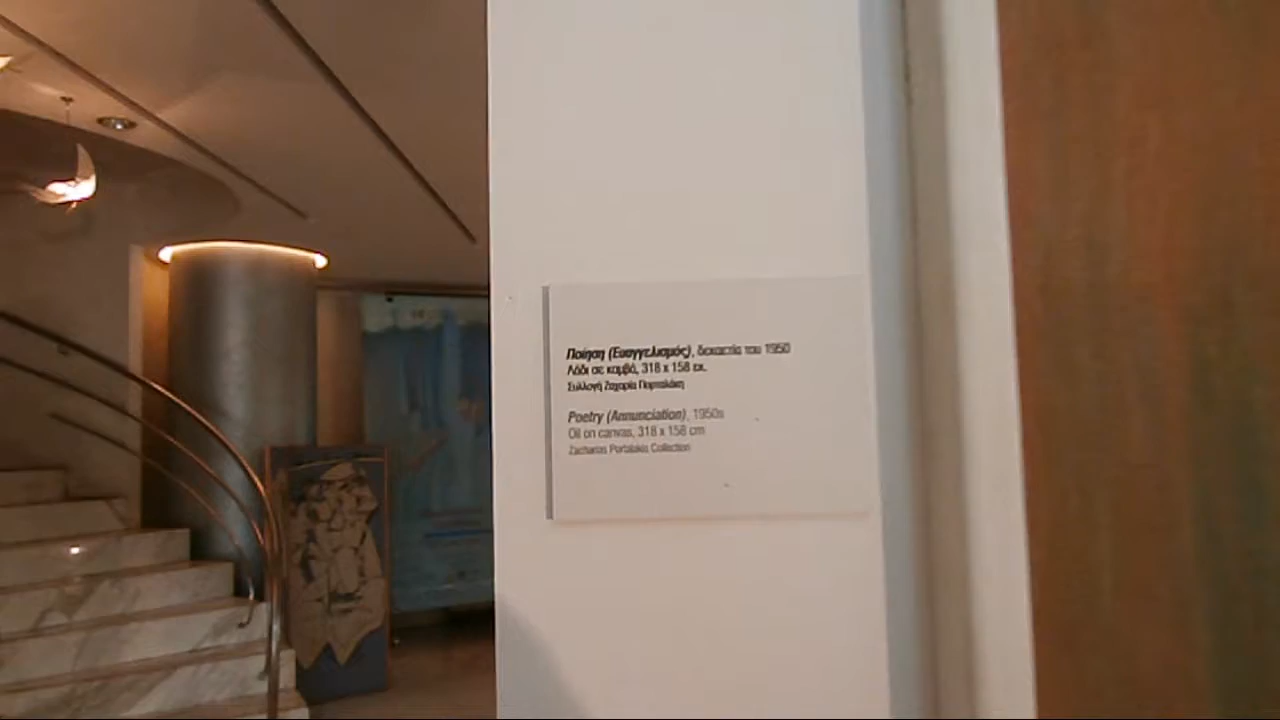 Ποίηση (Ευαγγελισμός), δεκαετία του 1950
Λάδι σε καμβά, 318 x 158 εκ.
Συλλογή Ζαχαρία Πορταλάκη
Poetry (Annunciation), 1950s
Oil on canvas, 318 x 158 cm
Zacharias Portalakis Collection